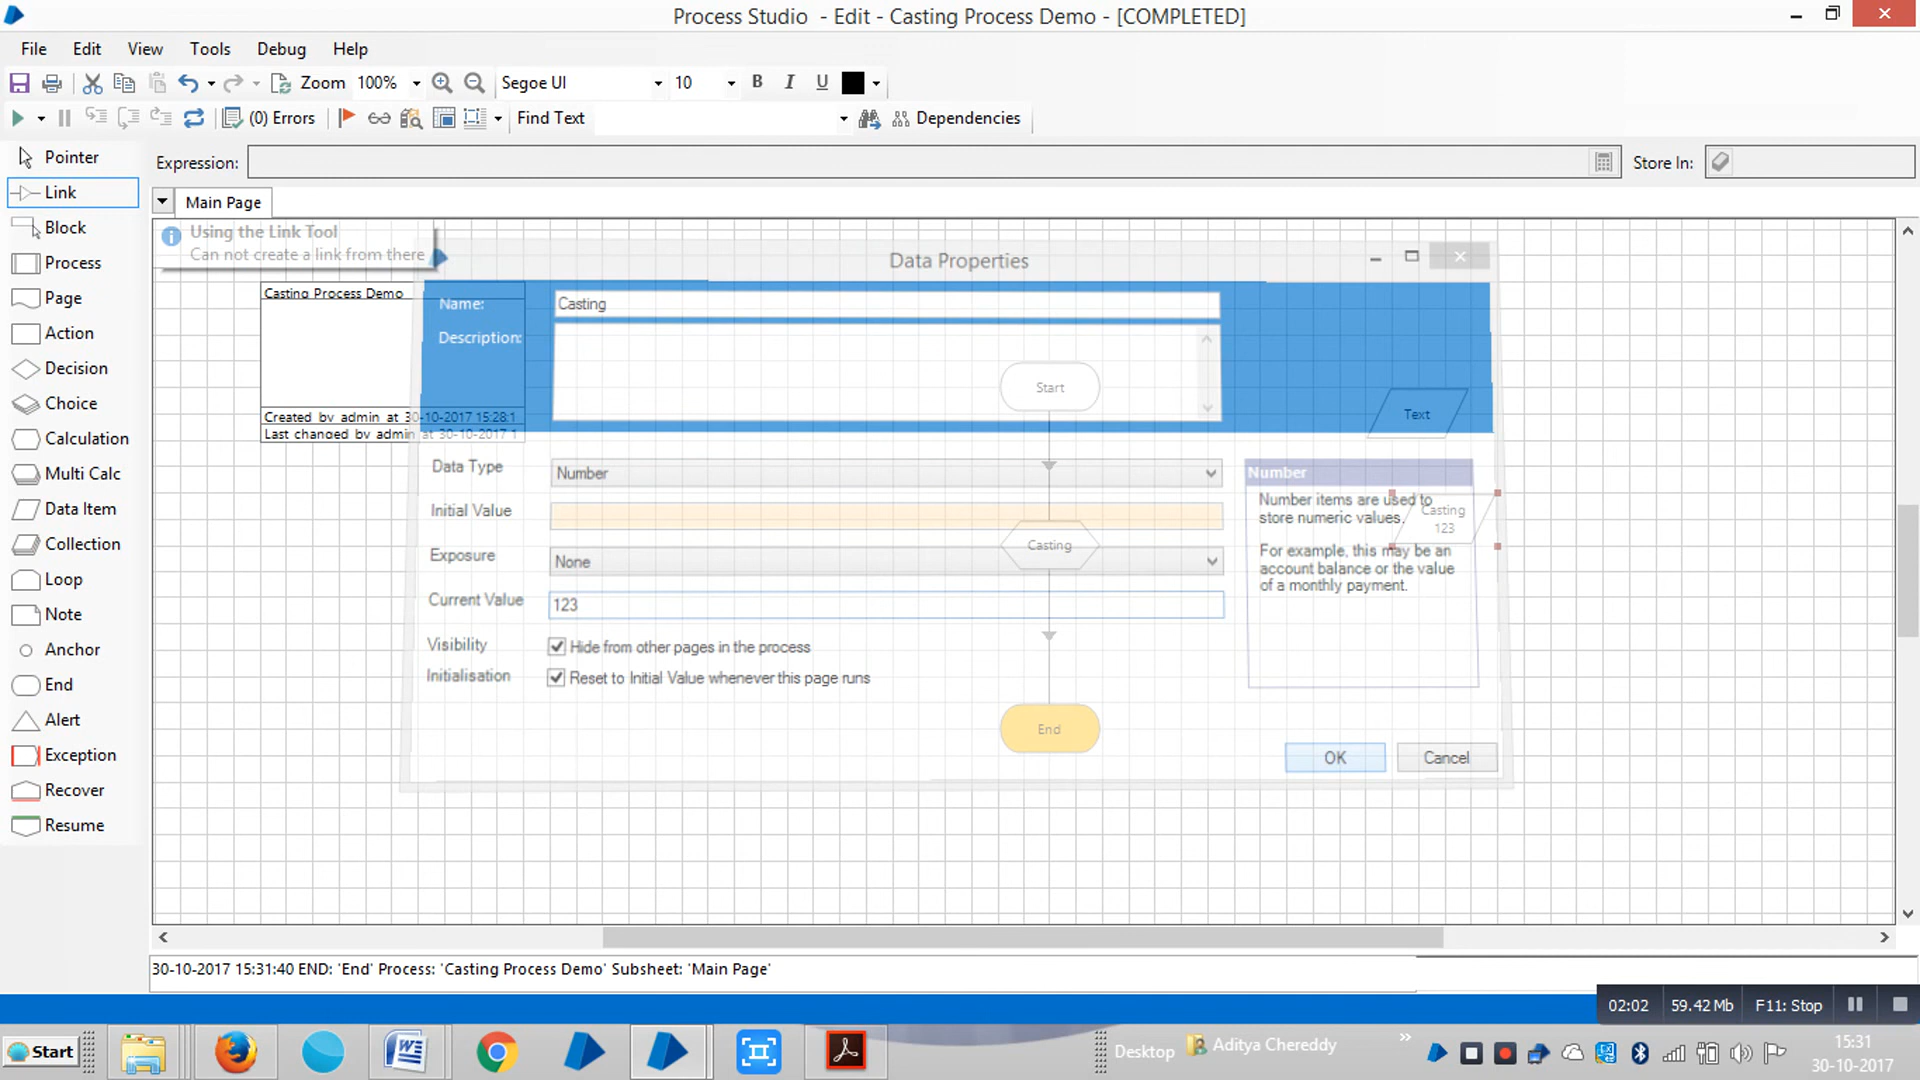 Process Studio  - Edit - Casting Process Demo - [COMPLETED]
File Edit View Tools Debug Help
Zoom 100% Segoe UI 10 B I U
(0) Errors Find Text Dependencies
Expression: Store In:
Main Page
Pointer
Link
Block
Process
Page
Action
Decision
Choice
Calculation
Multi Calc
Data Item
Collection
Loop
Note
Anchor
End
Alert
Exception
Recover
Resume
Using the Link Tool
Can not create a link from there
Casting Process Demo
Created by admin at 30-10-2017 15:28:1
Last changed by admin at 30-10-2017 1
Data Properties
Name: Casting
Description:
Data Type Number
Initial Value
Exposure None
Current Value 123
Visibility Hide from other pages in the process
Initialisation Reset to Initial Value whenever this page runs
Number
Number items are used to
store numeric values.
For example, this may be an
account balance or the value
of a monthly payment.
OK Cancel
Start
Casting
End
Text
Casting
123
30-10-2017 15:31:40 END: 'End' Process: 'Casting Process Demo' Subsheet: 'Main Page'
02:02 59.42 Mb F11: Stop
Start
Desktop Aditya Chereddy
15:31
30-10-2017